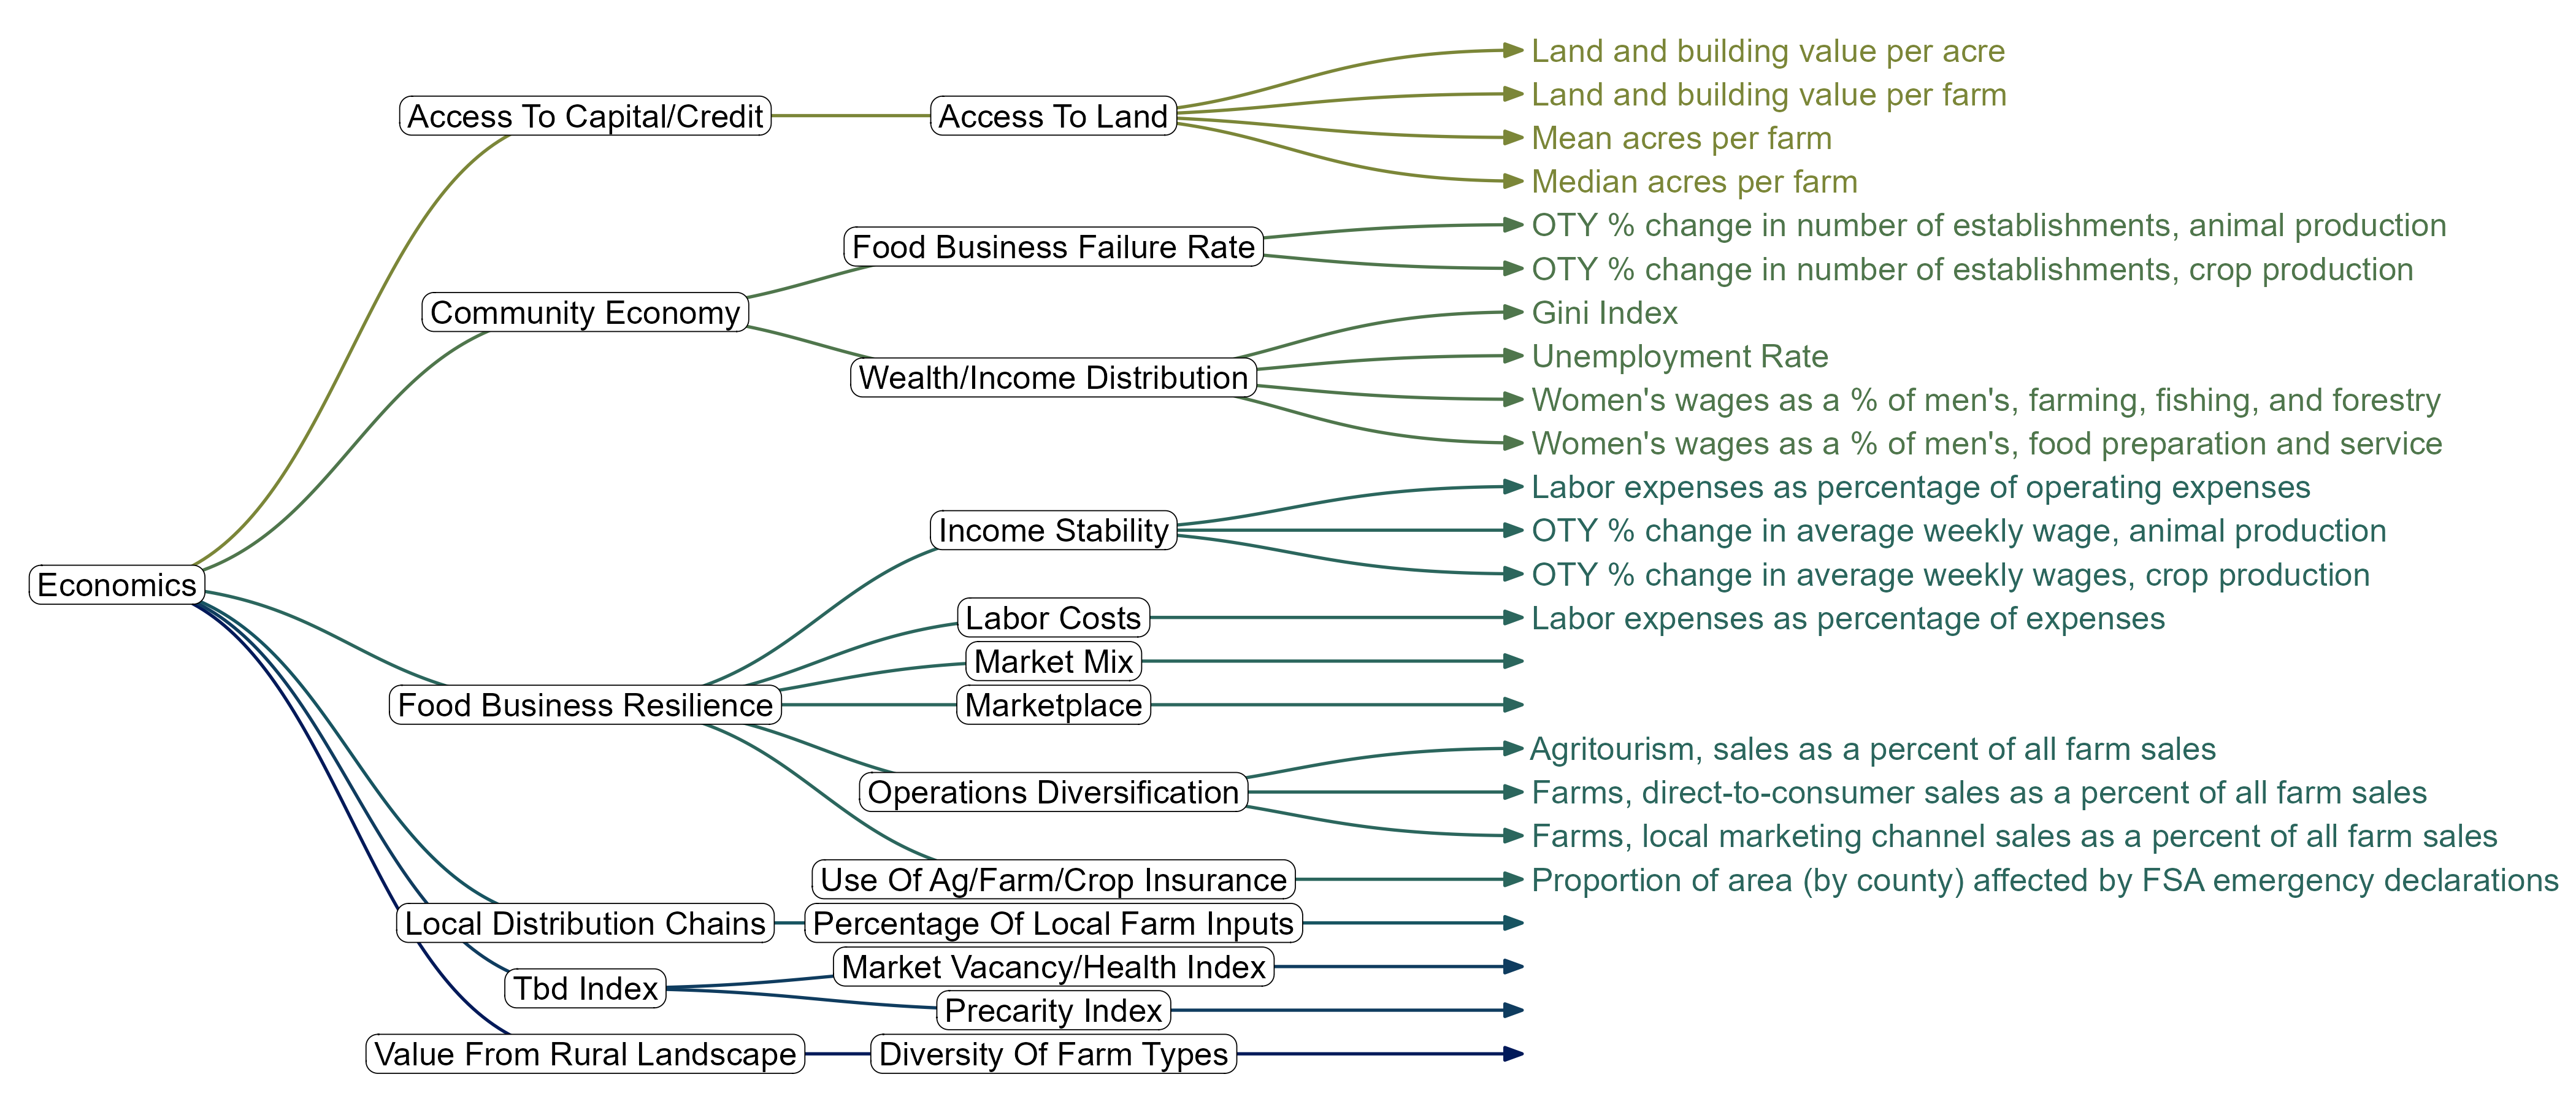 Economics
Access To Capital/Credit
Access To Land
Land and building value per acre
Land and building value per farm
Mean acres per farm
Median acres per farm
Community Economy
Food Business Failure Rate
OTY % change in number of establishments, animal production
OTY % change in number of establishments, crop production
Wealth/Income Distribution
Gini Index
Unemployment Rate
Women's wages as a % of men's, farming, fishing, and forestry
Women's wages as a % of men's, food preparation and service
Food Business Resilience
Income Stability
Labor expenses as percentage of operating expenses
OTY % change in average weekly wage, animal production
OTY % change in average weekly wages, crop production
Labor Costs
Labor expenses as percentage of expenses
Market Mix
Marketplace
Operations Diversification
Agritourism, sales as a percent of all farm sales
Farms, direct-to-consumer sales as a percent of all farm sales
Farms, local marketing channel sales as a percent of all farm sales
Use Of Ag/Farm/Crop Insurance
Proportion of area (by county) affected by FSA emergency declarations
Local Distribution Chains
Percentage Of Local Farm Inputs
Tbd Index
Market Vacancy/Health Index
Precarity Index
Value From Rural Landscape
Diversity Of Farm Types